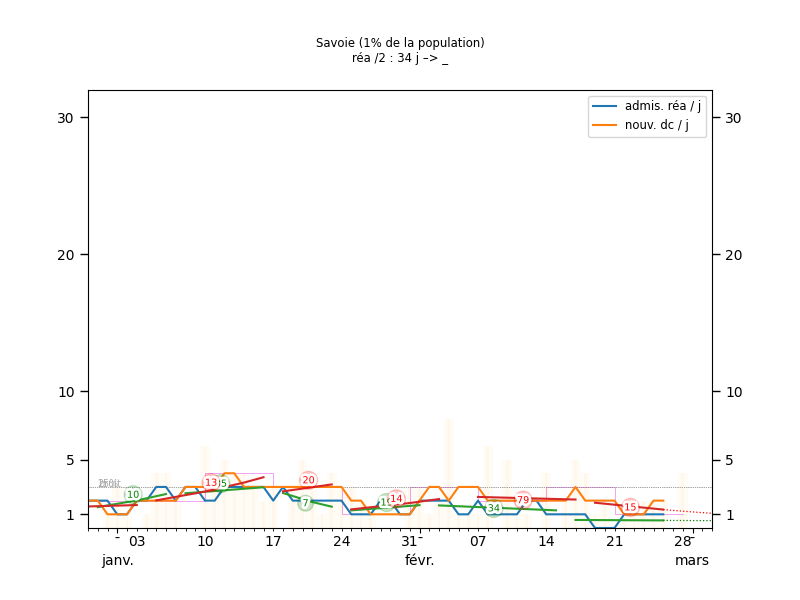 Savoie (1% de la population)
réa /2 : 34 j –> _
admis. réa / j
nouv. dc / j
30 30
20 20
10 10
5 5
1 1
10 13 20 7 14 34 79 15
03 10 17 24 31 07 14 21 28
janv. févr. mars